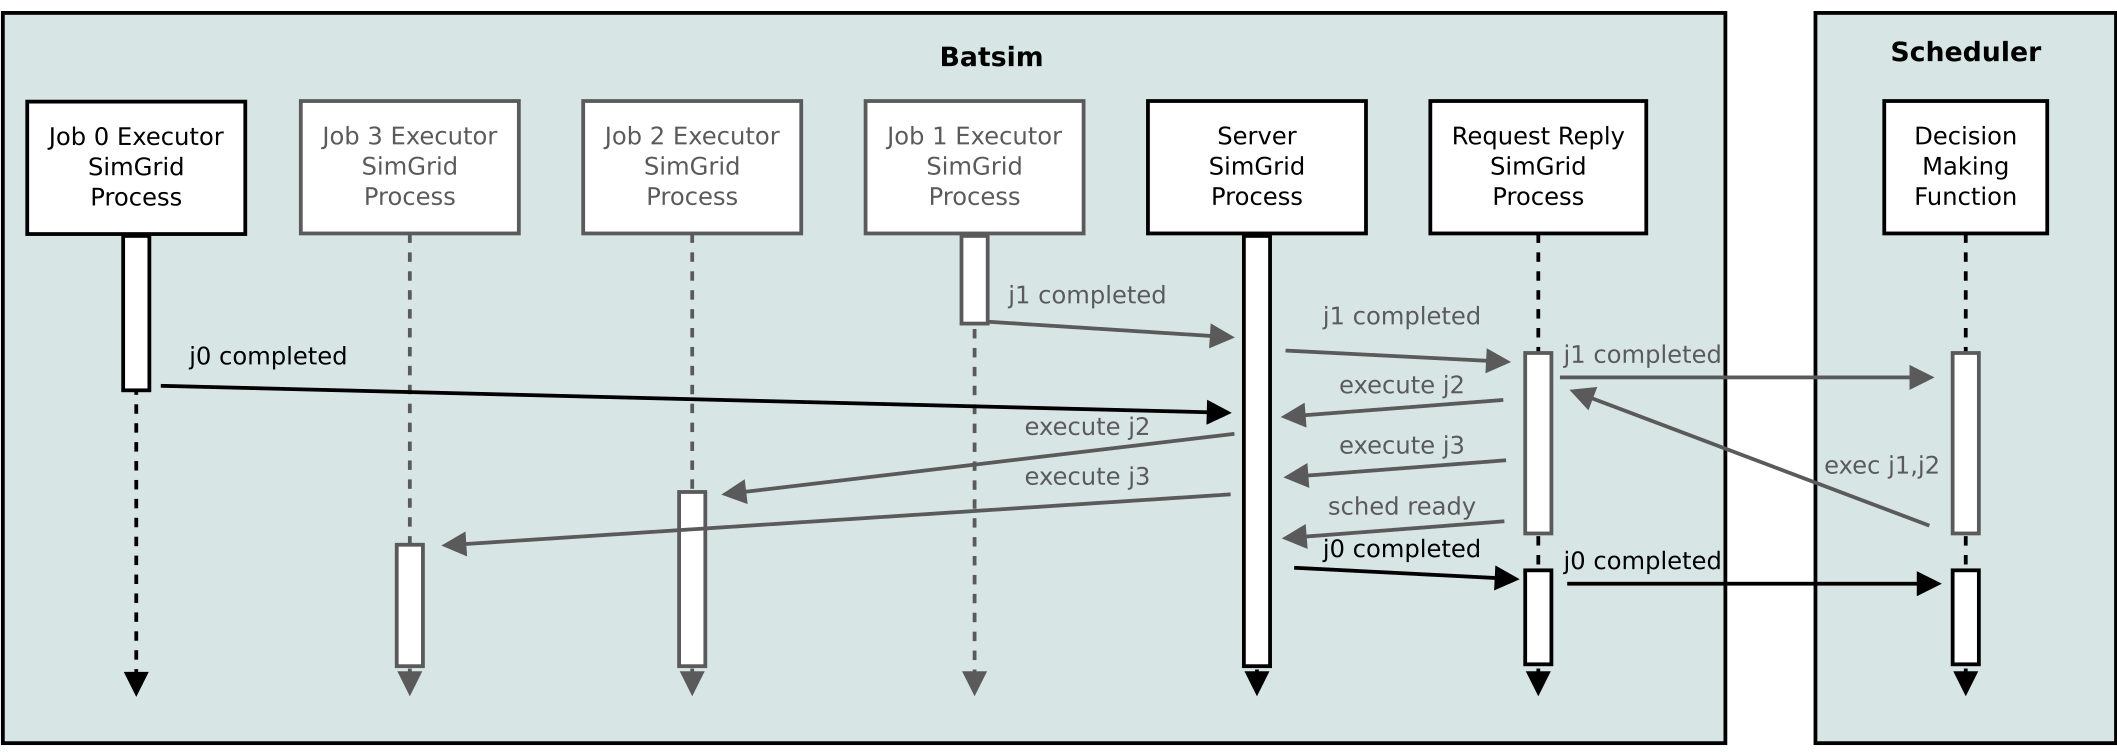 Batsim
Scheduler
Job 0 Executor
SimGrid
Process
Job 3 Executor
SimGrid
Process
Job 2 Executor
SimGrid
Process
Job 1 Executor
SimGrid
Process
Server
SimGrid
Process
Request Reply
SimGrid
Process
Decision
Making
Function
j1 completed
j1 completed
j1 completed
j0 completed
execute j2
execute j2
execute j3
exec j1,j2
execute j3
sched ready
j0 completed
j0 completed